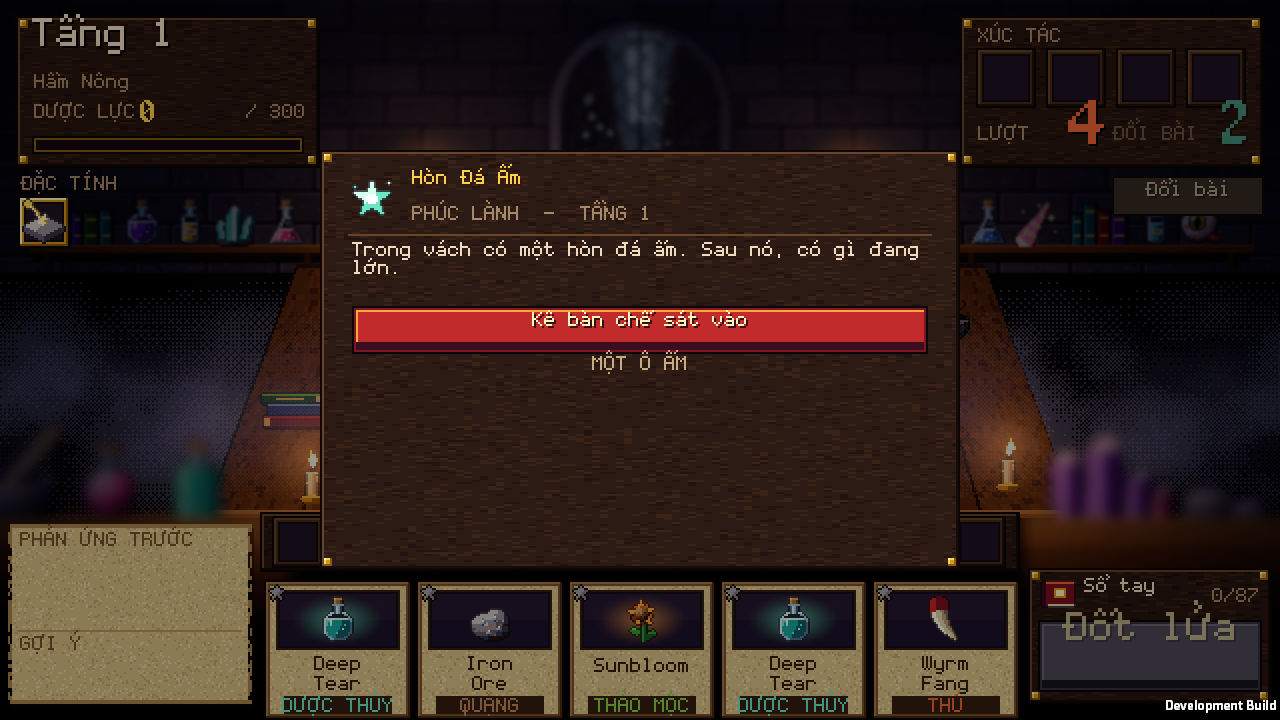 Tầng 1
Hầm Nông
DƯỢC LỰC 0 / 300
ĐẶC TÍNH
XÚC TÁC
LƯỢT 4 ĐỔI BÀI 2
Đổi bài
Hòn Đá Ấm
PHÚC LÀNH – TẦNG 1
Trong vách có một hòn đá ấm. Sau nó, có gì đang
lớn.
Kê bàn chế sát vào
MỘT Ô ẤM
PHẢN ỨNG TRƯỚC
GỢI Ý
Deep
Tear
DƯỢC THUỶ
Iron
Ore
QUẶNG
Sunbloom
THẢO MỘC
Deep
Tear
DƯỢC THUỶ
Wyrm
Fang
THÚ
Sổ tay
0/87
Đốt lửa
Development Build